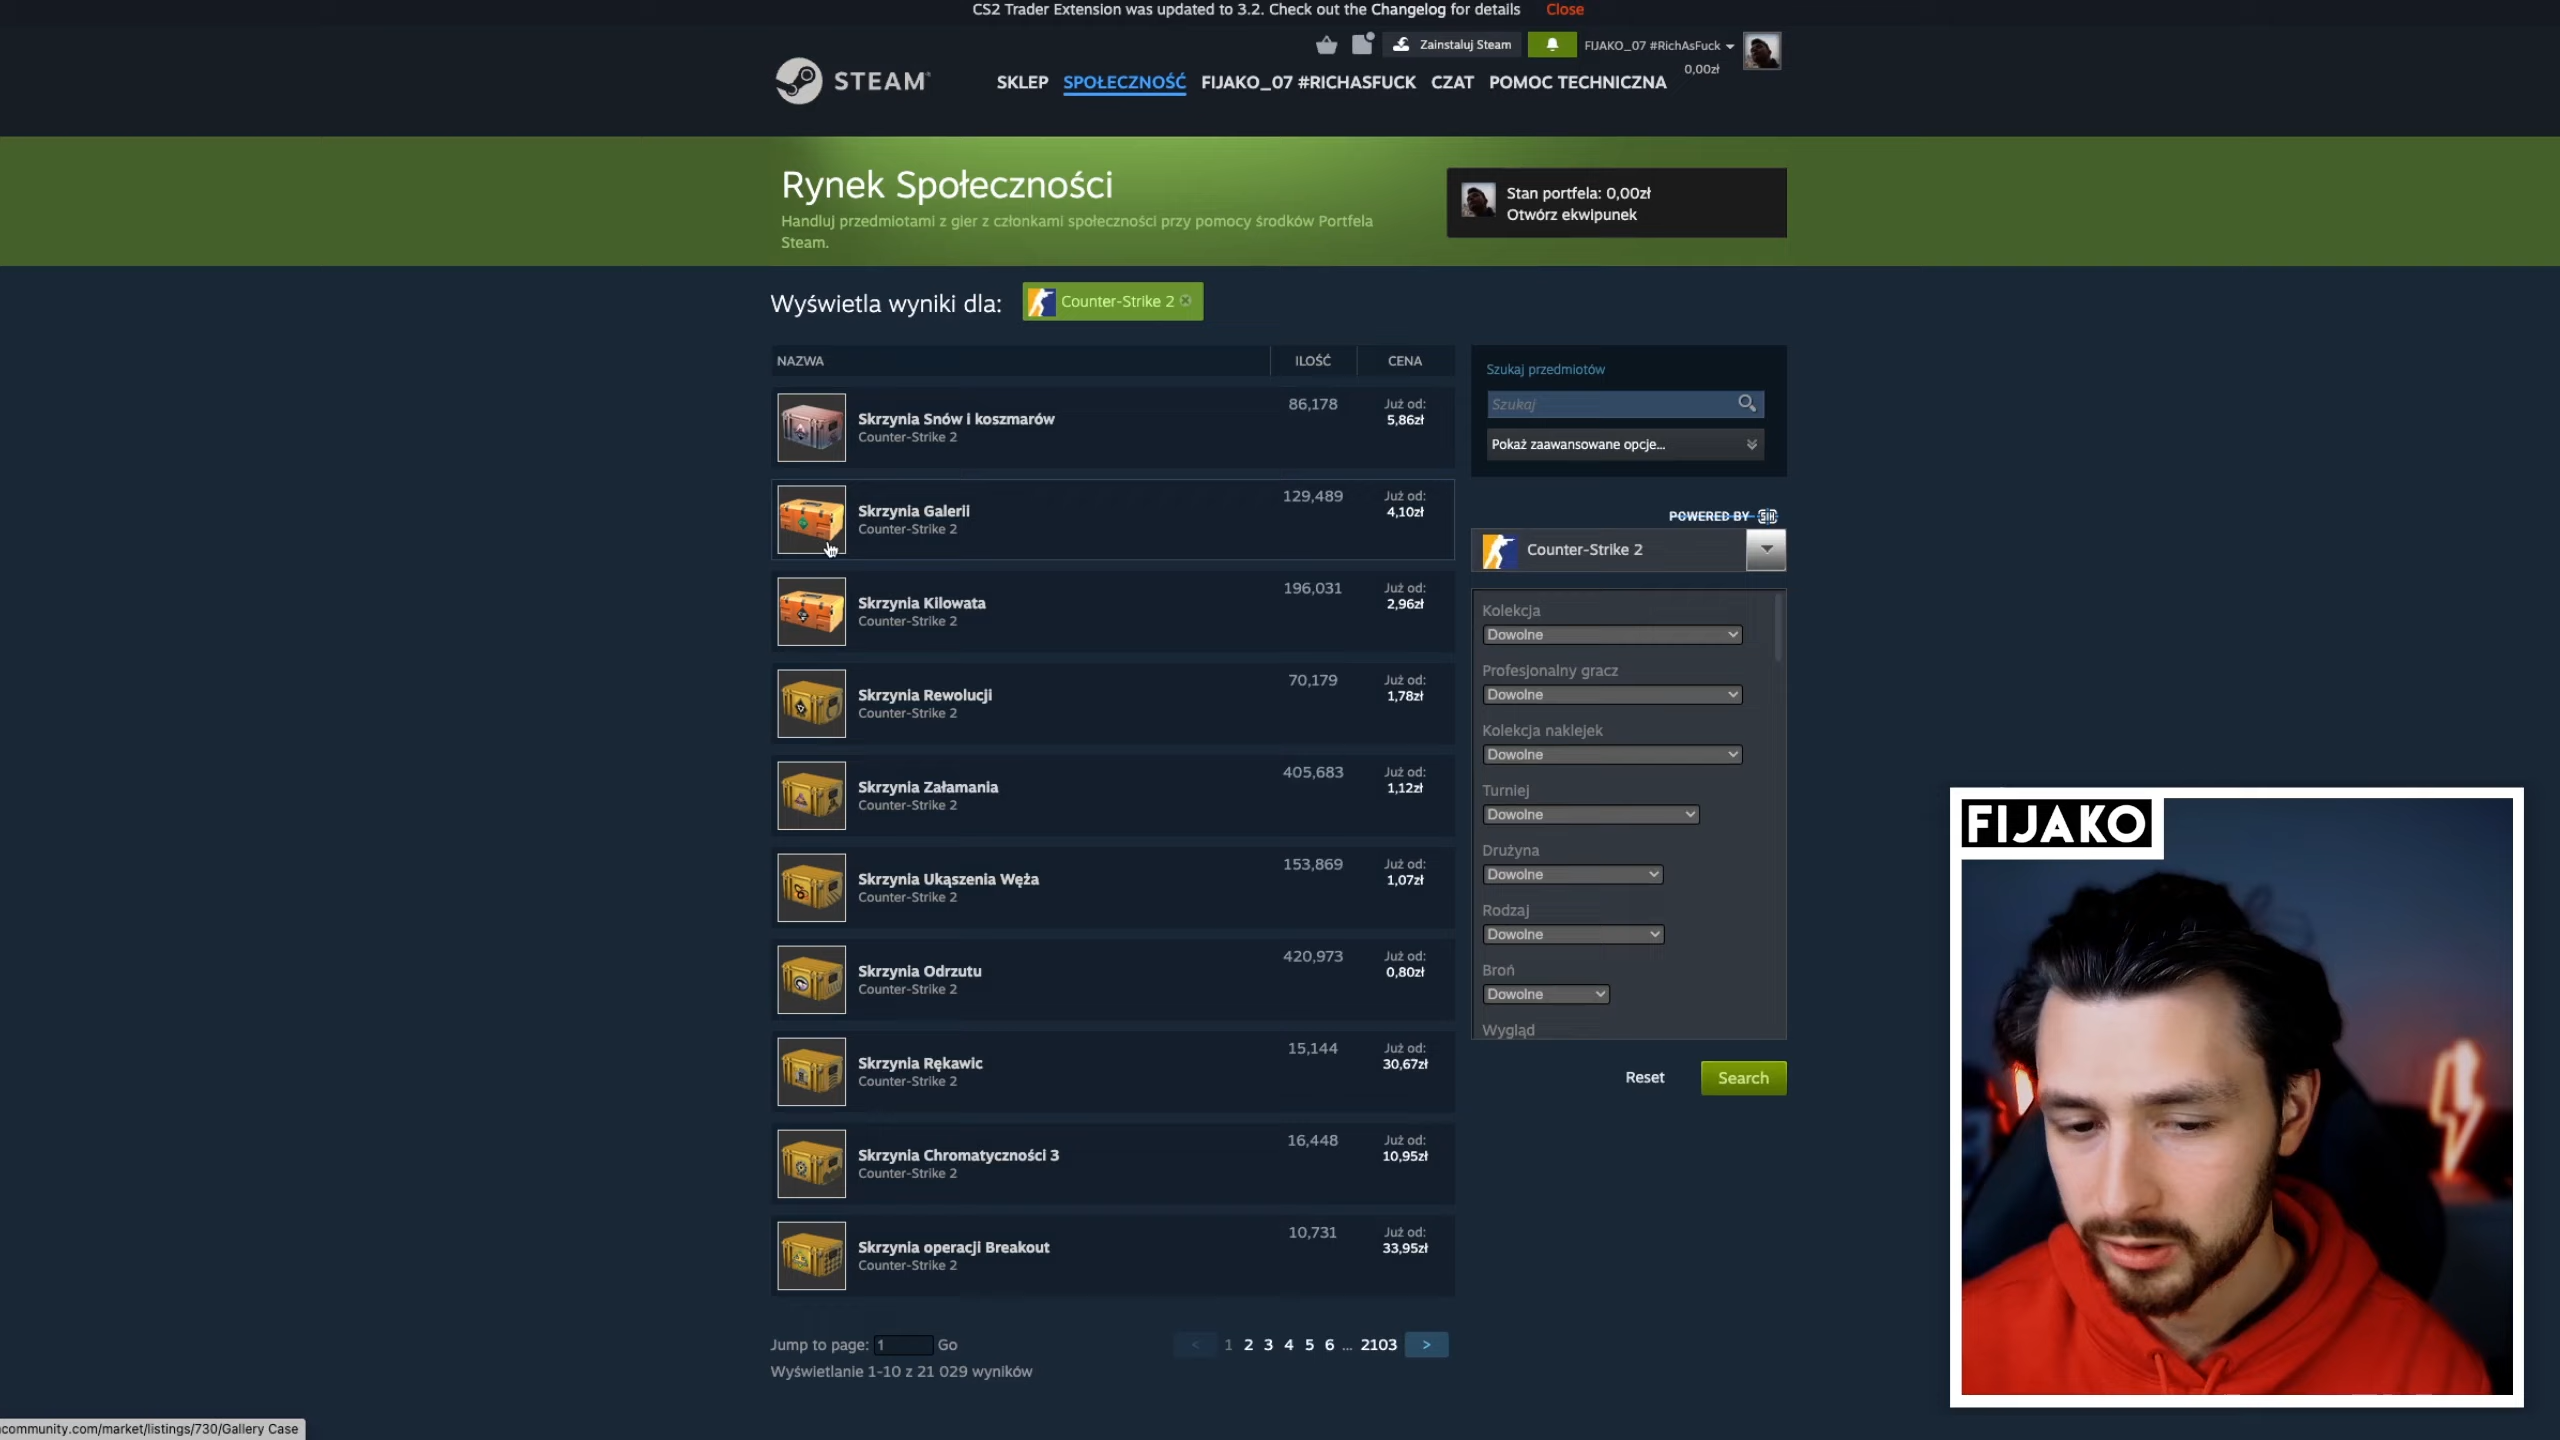 CS2 Trader Extension was updated to 3.2. Check out the Changelog for details Close
Zainstaluj Steam
FIJAKO_07 #RichAsFuck
0,00zł
STEAM
SKLEP SPOŁECZNOŚĆ FIJAKO_07 #RICHASFUCK CZAT POMOC TECHNICZNA
Rynek Społeczności
Handluj przedmiotami z gier z członkami społeczności przy pomocy środków Portfela
Steam.
Stan portfela: 0,00zł
Otwórz ekwipunek
Wyświetla wyniki dla: Counter-Strike 2
NAZWA ILOŚĆ CENA
Skrzynia Snów i koszmarów
Counter-Strike 2
86,178
Już od:
5,86zł
Skrzynia Galerii
Counter-Strike 2
129,489
Już od:
4,10zł
Skrzynia Kilowata
Counter-Strike 2
196,031
Już od:
2,96zł
Skrzynia Rewolucji
Counter-Strike 2
70,179
Już od:
1,78zł
Skrzynia Załamania
Counter-Strike 2
405,683
Już od:
1,12zł
Skrzynia Ukąszenia Węża
Counter-Strike 2
153,869
Już od:
1,07zł
Skrzynia Odrzutu
Counter-Strike 2
420,973
Już od:
0,80zł
Skrzynia Rękawic
Counter-Strike 2
15,144
Już od:
30,67zł
Skrzynia Chromatyczności 3
Counter-Strike 2
16,448
Już od:
10,95zł
Skrzynia operacji Breakout
Counter-Strike 2
10,731
Już od:
33,95zł
Jump to page: 1 Go
< 1 2 3 4 5 6 ... 2103 >
Wyświetlanie 1-10 z 21 029 wyników
Szukaj przedmiotów
Szukaj
Pokaż zaawansowane opcje...
POWERED BY SIH
Counter-Strike 2
Kolekcja
Dowolne
Profesjonalny gracz
Dowolne
Kolekcja naklejek
Dowolne
Turniej
Dowolne
Drużyna
Dowolne
Rodzaj
Dowolne
Broń
Dowolne
Wygląd
Reset Search
FIJAKO
community.com/market/listings/730/Gallery Case